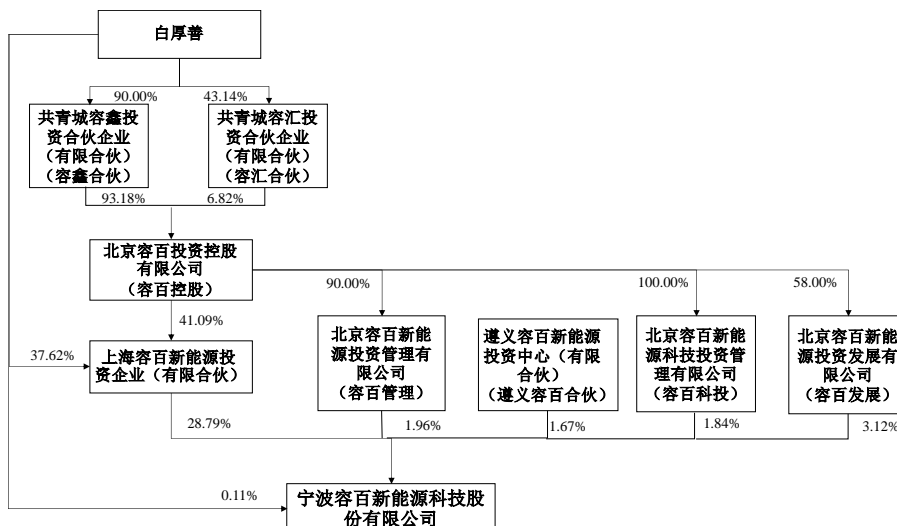 白厚善
90.00%
43.14%
共青城容鑫投
资合伙企业
（有限合伙）
（容鑫合伙）
共青城容汇投
资合伙企业
（有限合伙）
（容汇合伙）
93.18%
6.82%
北京容百投资控股
有限公司
（容百控股）
90.00%
100.00%
58.00%
41.09%
37.62%
上海容百新能源投
资企业（有限合伙）
北京容百新能
源投资管理有
限公司
（容百管理）
遵义容百新能源
投资中心（有限
合伙）
（遵义容百合伙）
北京容百新能
源科技投资管
理有限公司
（容百科投）
北京容百新能
源投资发展有
限公司
（容百发展）
28.79%
1.96%
1.67%
1.84%
3.12%
0.11%
宁波容百新能源科技股
份有限公司